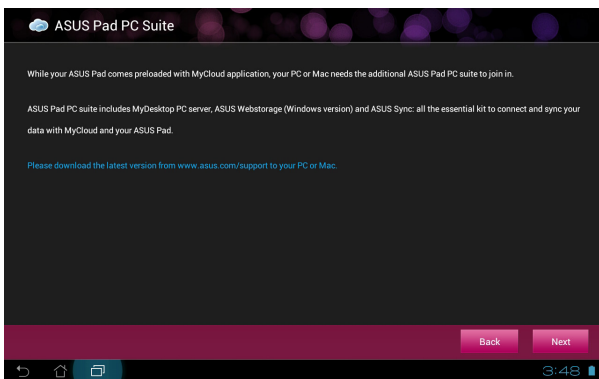 ASUS Pad PC Suite
While your ASUS Pad comes preloaded with MyCloud application, your PC or Mac needs the additional ASUS Pad PC suite to join in.
ASUS Pad PC suite includes MyDesktop PC server, ASUS Webstorage (Windows version) and ASUS Sync: all the essential kit to connect and sync your
data with MyCloud and your ASUS Pad.
Please download the latest version from www.asus.com/support to your PC or Mac.
Back Next
3:48